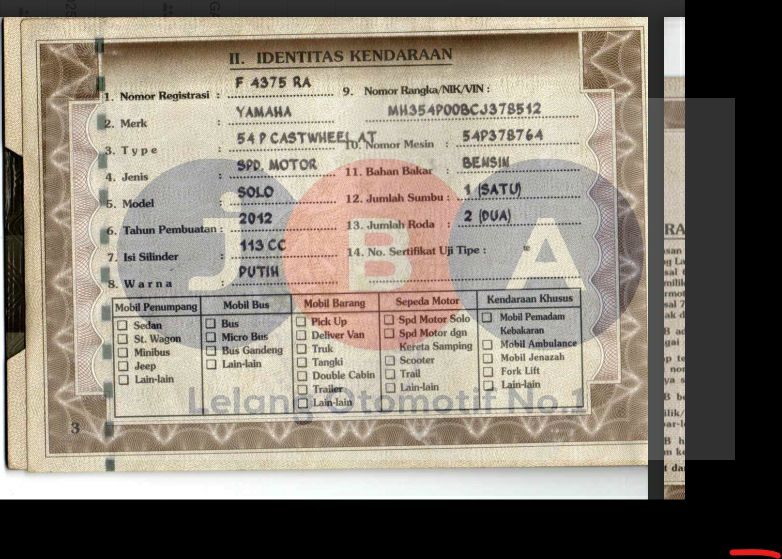 II. IDENTITAS KENDARAAN
1. Nomor Registrasi : F 4375 RA
2. Merk : YAMAHA
3. Type : 54 P CASTWHEEL AT
4. Jenis : SPD. MOTOR
5. Model : SOLO
6. Tahun Pembuatan : 2012
7. Isi Silinder : 113 CC
8. Warna : PUTIH
9. Nomor Rangka/NIK/VIN :
MH354P00BCJ378512
10. Nomor Mesin : 54P378764
11. Bahan Bakar : BENSIN
12. Jumlah Sumbu : 1 (SATU)
13. Jumlah Roda : 2 (DUA)
14. No. Sertifikat Uji Tipe :
JBA
Mobil Penumpang
Sedan
St. Wagon
Minibus
Jeep
Lain-lain
Mobil Bus
Bus
Micro Bus
Bus Gandeng
Lain-lain
Mobil Barang
Pick Up
Deliver Van
Truk
Tangki
Double Cabin
Trailer
Lain-lain
Sepeda Motor
Spd Motor Solo
Spd Motor dgn
Kereta Samping
Scooter
Trail
Lain-lain
Kendaraan Khusus
Mobil Pemadam
Kebakaran
Mobil Ambulance
Mobil Jenazah
Fork Lift
Lain-lain
Lelang Otomotif No.1
3